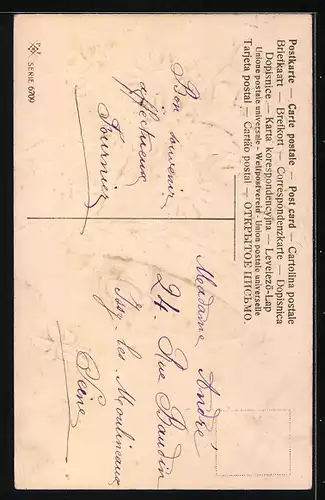 Postkarte — Carte postale — Post card — Cartolina postale
Briefkaart — Brefkort — Correspondenzkarte — Dopisnica
Dopisnice — Karta korespondencyjna — Levelező-Lap
Unione postale universale - Weltpostverein - Union postale universelle
Tarjeta postal — Cartão postal — ОТКРЫТОЕ ПИСЬМО.
Bon souvenir
affectueux
Fournier
Madame André
24. Rue Baudin
Issy-les-Moulineaux
Seine
SERIE 6709